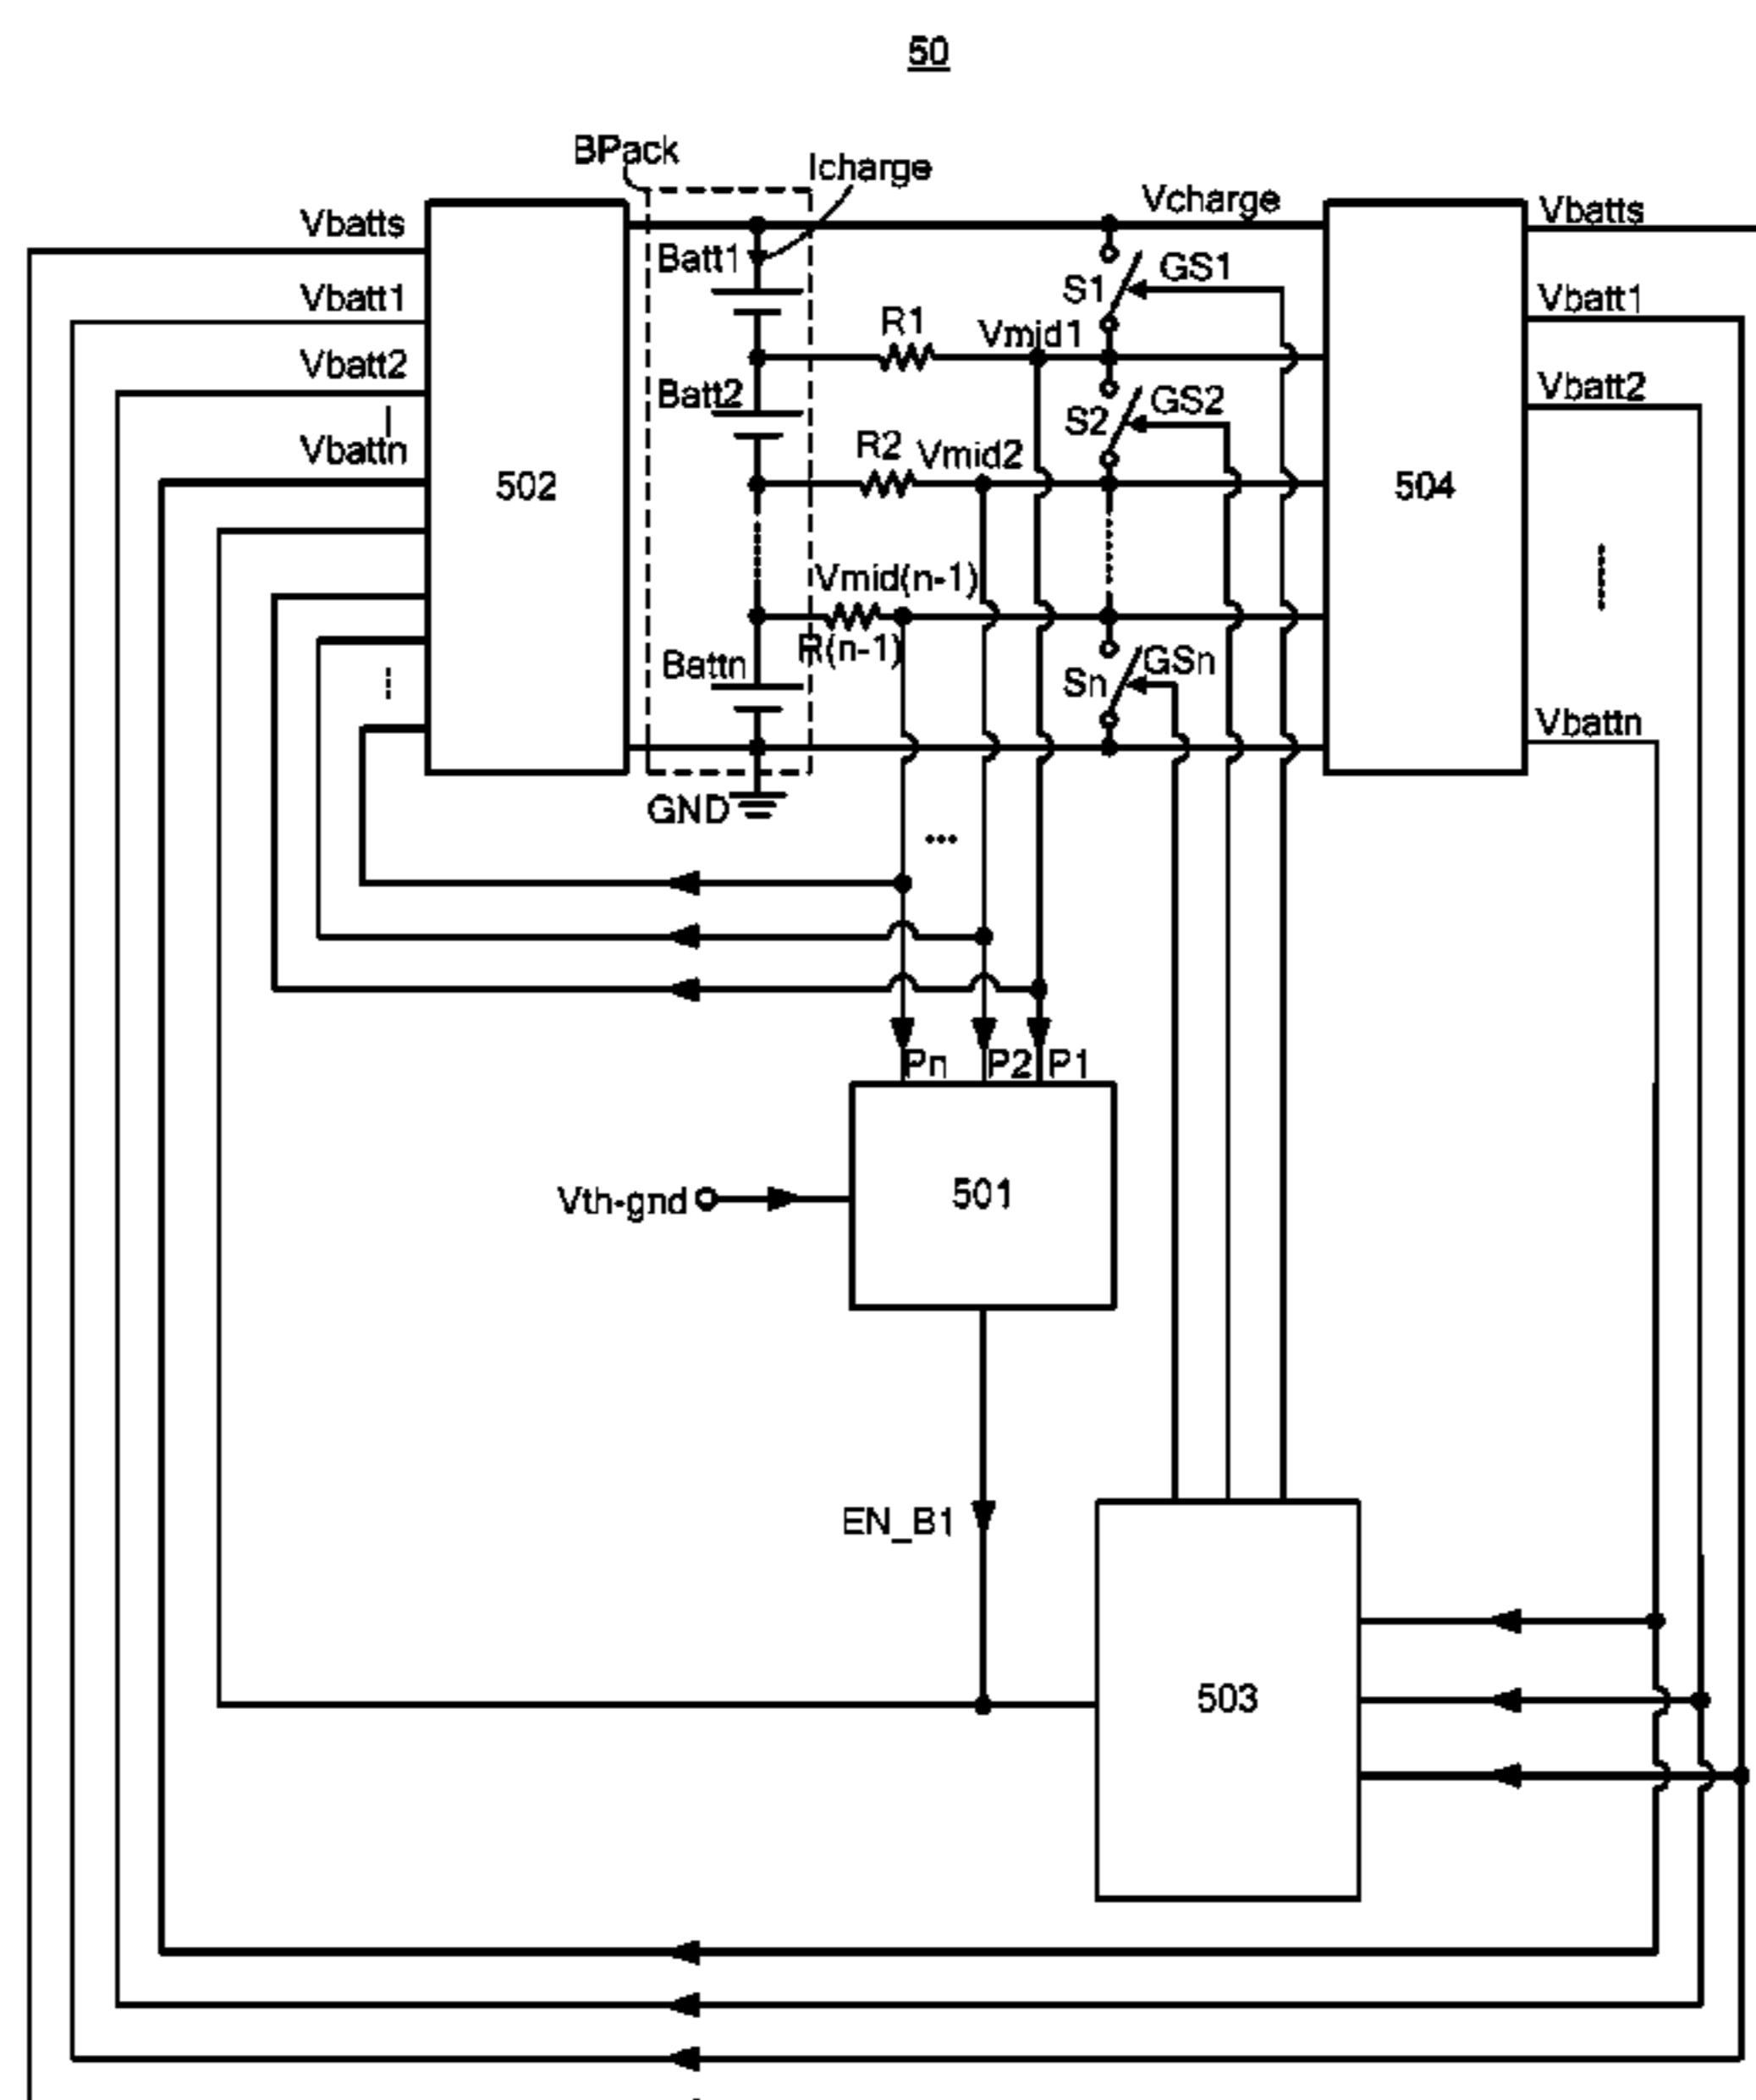 50
BPack
Icharge
Vcharge
Vbatts
Vbatt1
Vbatt2
Vbattn
502
Batt1
Batt2
Battn
GND
R1
Vmid1
R2
Vmid2
Vmid(n-1)
R(n-1)
S1
GS1
S2
GS2
Sn
GSn
504
Vbatts
Vbatt1
Vbatt2
Vbattn
...
Pn
P2
P1
Vth-gnd
501
EN_B1
503